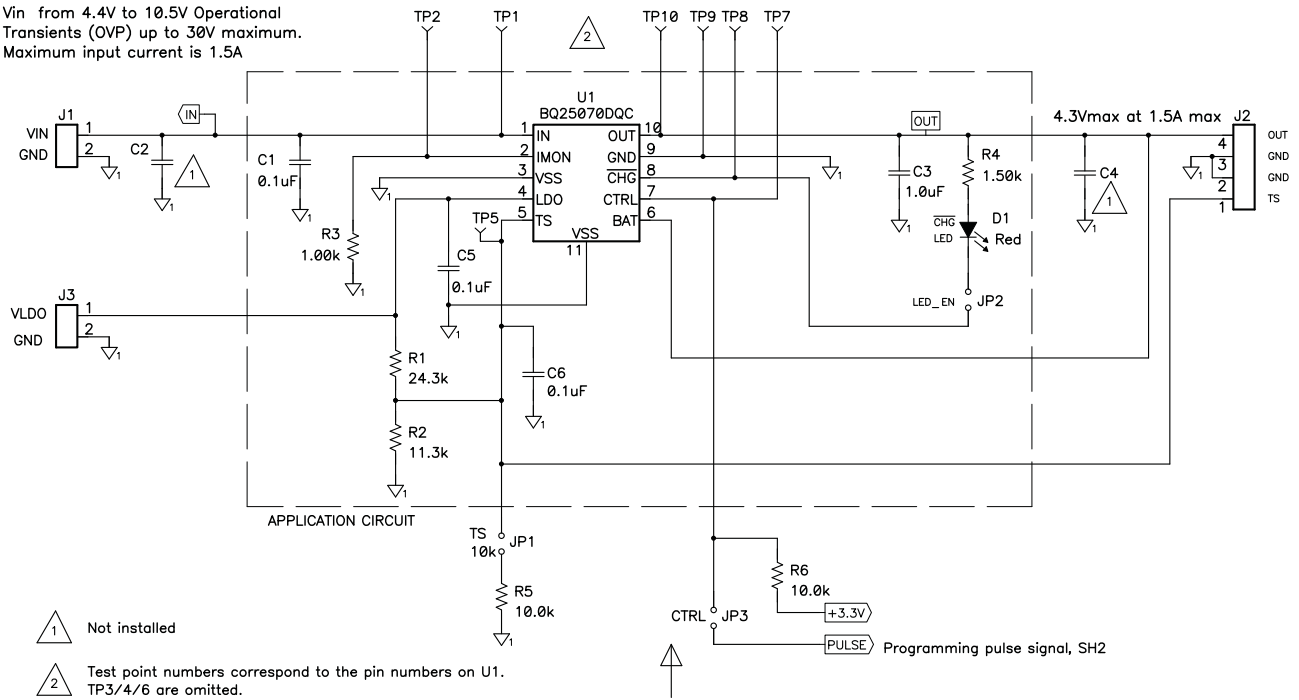 Vin from 4.4V to 10.5V Operational
Transients (OVP) up to 30V maximum.
Maximum input current is 1.5A
TP2
TP1
2
TP10
TP9
TP8
TP7
J1
VIN
GND
1
2
1
IN
C2
1
1
C1
0.1uF
1
U1
BQ25070DQC
1
IN
2
IMON
3
VSS
4
LDO
5
TS
VSS
11
OUT
10
GND
9
CHG
8
CTRL
7
BAT
6
1
1
TP5
R3
1.00k
1
C5
0.1uF
1
OUT
C3
1.0uF
1
R4
1.50k
CHG
LED
D1
Red
LED_EN
JP2
4.3Vmax at 1.5A max
C4
1
1
J2
OUT
4
GND
3
GND
2
TS
1
1
J3
VLDO
GND
1
2
1
R1
24.3k
R2
11.3k
1
C6
0.1uF
1
APPLICATION CIRCUIT
TS
10k
JP1
R5
10.0k
1
R6
10.0k
+3.3V
CTRL
JP3
PULSE
Programming pulse signal, SH2
1
Not installed
2
Test point numbers correspond to the pin numbers on U1.
TP3/4/6 are omitted.